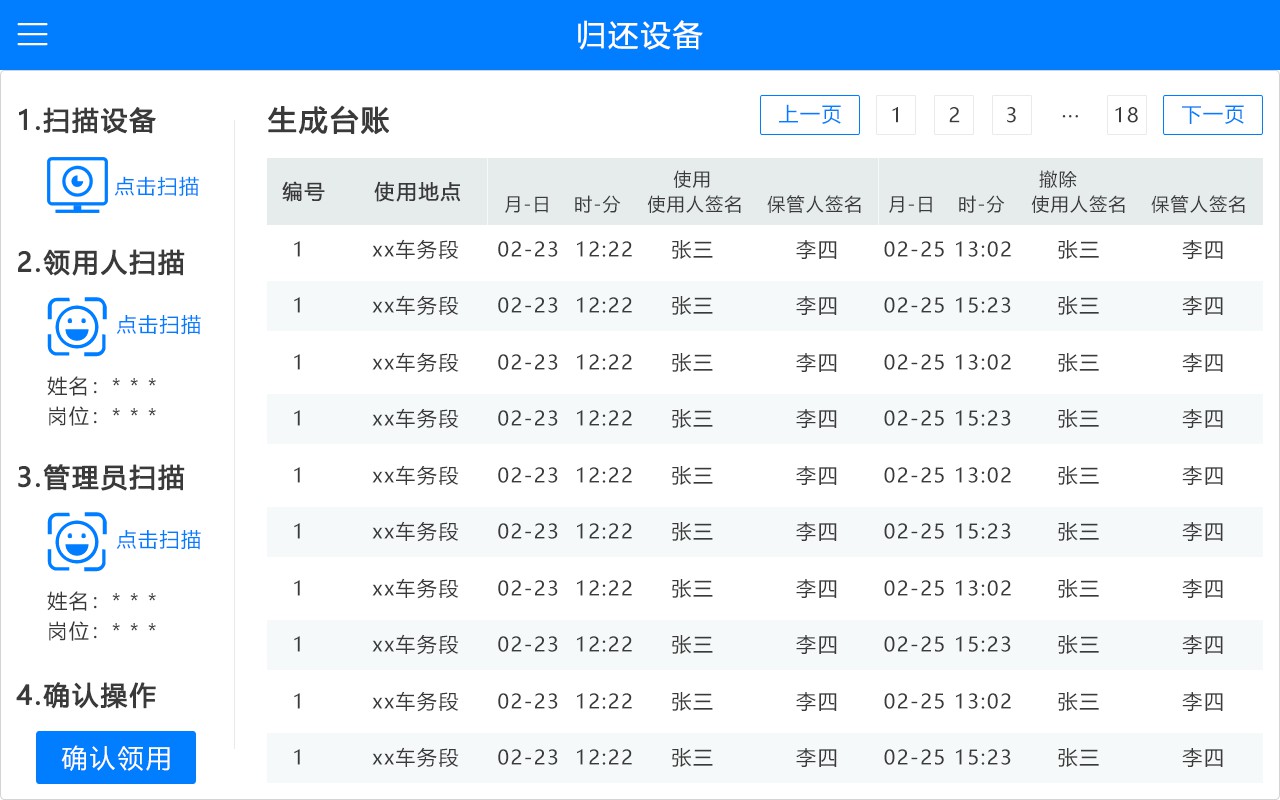 归还设备
1.扫描设备
点击扫描
2.领用人扫描
点击扫描
姓名：* * *
岗位：* * *
3.管理员扫描
点击扫描
姓名：* * *
岗位：* * *
4.确认操作
确认领用
生成台账
上一页 1 2 3 ··· 18 下一页
编号 使用地点 使用 撤除
月-日 时-分 使用人签名 保管人签名 月-日 时-分 使用人签名 保管人签名
1 xx车务段 02-23 12:22 张三 李四 02-25 13:02 张三 李四
1 xx车务段 02-23 12:22 张三 李四 02-25 15:23 张三 李四
1 xx车务段 02-23 12:22 张三 李四 02-25 13:02 张三 李四
1 xx车务段 02-23 12:22 张三 李四 02-25 15:23 张三 李四
1 xx车务段 02-23 12:22 张三 李四 02-25 13:02 张三 李四
1 xx车务段 02-23 12:22 张三 李四 02-25 15:23 张三 李四
1 xx车务段 02-23 12:22 张三 李四 02-25 13:02 张三 李四
1 xx车务段 02-23 12:22 张三 李四 02-25 15:23 张三 李四
1 xx车务段 02-23 12:22 张三 李四 02-25 13:02 张三 李四
1 xx车务段 02-23 12:22 张三 李四 02-25 15:23 张三 李四